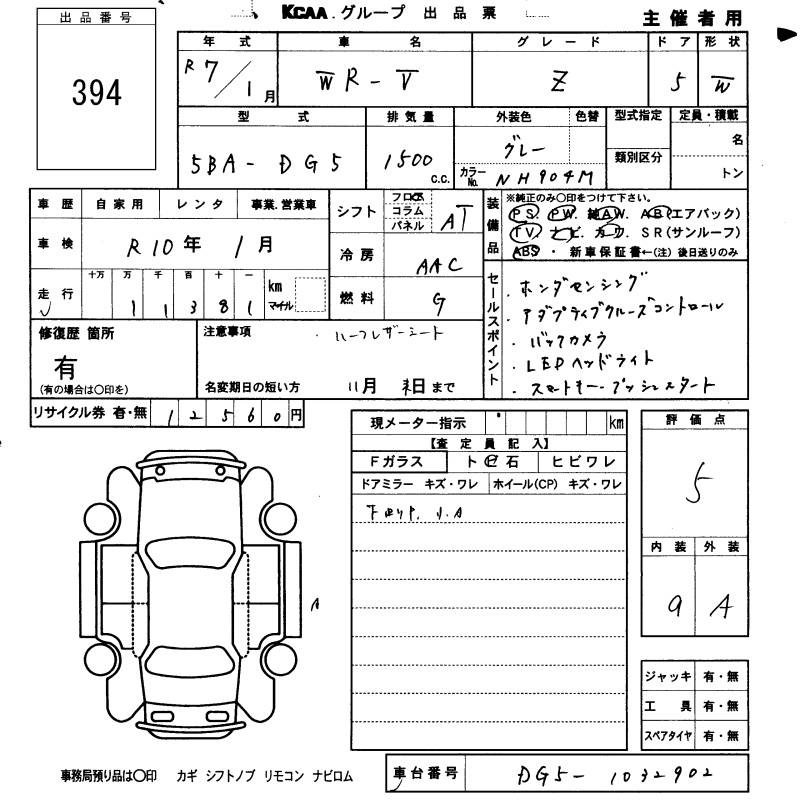 KCAA.グループ 出品票
主催者用
出品番号
394
年式 車名 グレード ドア 形状
R7/1月 WR-V Z 5 W
型式 排気量 外装色 色替 型式指定 定員・積載
5BA-DG5 1500c.c. グレー カラーNo. NH904M 類別区分 名 トン
車歴 自家用 レンタ 事業.営業車
車検 R10年1月
走行 十万 万 千 百 十 一 km マイル
1 1 3 8 1
シフト フロア コラム パネル AT
冷房 AAC
燃料 G
装備品 ※純正のみ○印をつけて下さい。
PS. PW. 純AW. AB(エアバック)
TV. ナビ. カワ. SR(サンルーフ)
ABS ・ 新車保証書←(注) 後日送りのみ
セールスポイント
・ホンダセンシング
・アダプティブクルーズコントロール
・バックカメラ
・LEDヘッドライト
・スマートキー・プッシュスタート
修復歴 箇所
有
(有の場合は○印を)
注意事項 ・ハーフレザーシート
名変期日の短い方 11月 末日まで
リサイクル券 有・無 12560円
現メーター指示 km
【査定員記入】
Fガラス トビ石 ヒビワレ
ドアミラー キズ・ワレ ホイール(CP) キズ・ワレ
評価点
5
内装 外装
9 A
A
ジャッキ 有・無
工具 有・無
スペアタイヤ 有・無
事務局預り品は○印 カギ シフトノブ リモコン ナビロム
車台番号 DG5-1032902